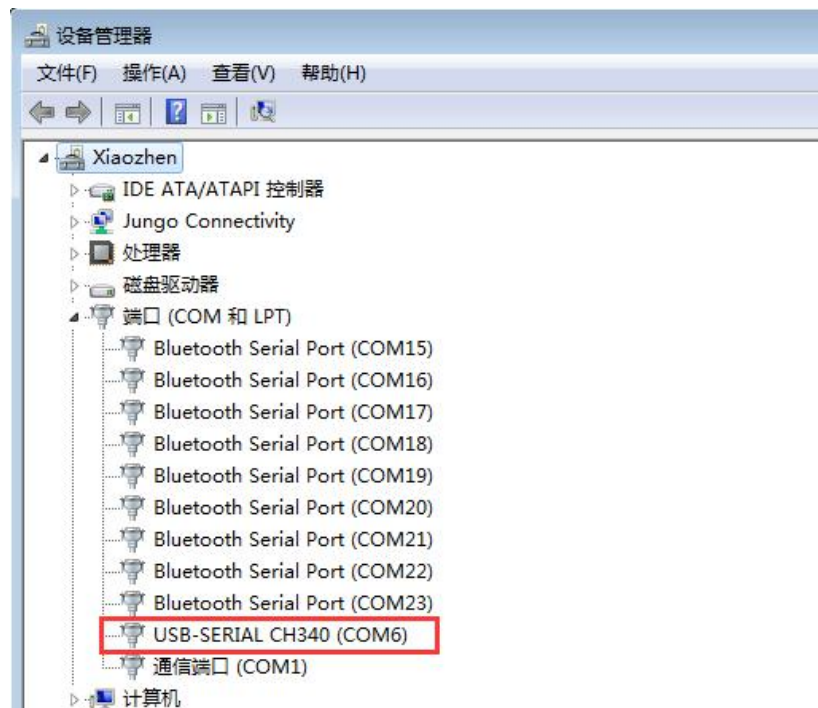 设备管理器
文件(F) 操作(A) 查看(V) 帮助(H)
Xiaozhen
IDE ATA/ATAPI 控制器
Jungo Connectivity
处理器
磁盘驱动器
端口 (COM 和 LPT)
Bluetooth Serial Port (COM15)
Bluetooth Serial Port (COM16)
Bluetooth Serial Port (COM17)
Bluetooth Serial Port (COM18)
Bluetooth Serial Port (COM19)
Bluetooth Serial Port (COM20)
Bluetooth Serial Port (COM21)
Bluetooth Serial Port (COM22)
Bluetooth Serial Port (COM23)
USB-SERIAL CH340 (COM6)
通信端口 (COM1)
计算机